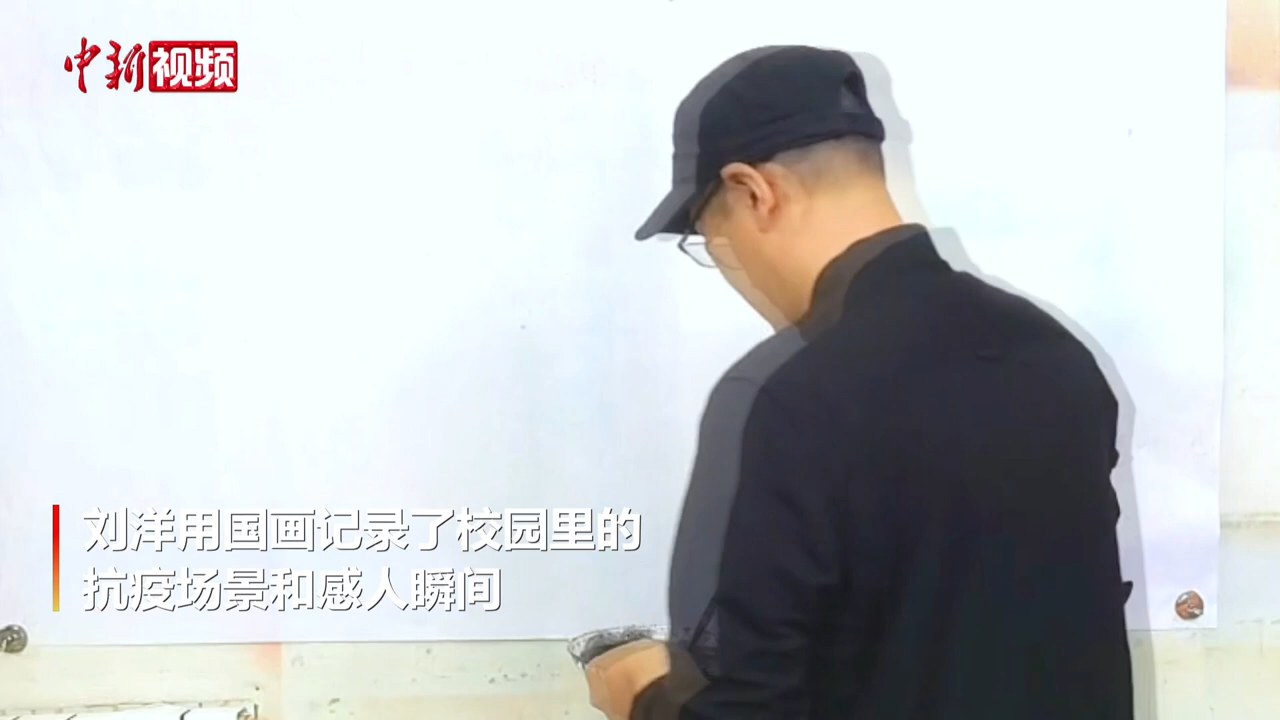 中新视频
刘洋用国画记录了校园里的
抗疫场景和感人瞬间